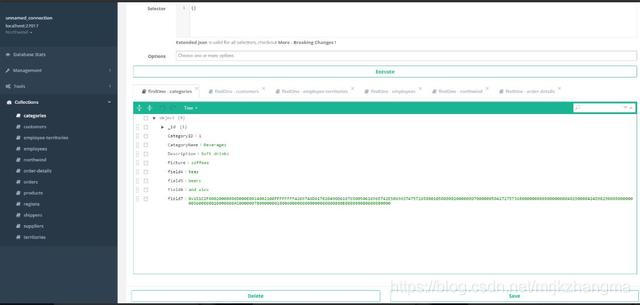 unnamed_connection
localhost:27017
Northwind
Database Stats
Management
Tools
Collections
categories
customers
employee-territories
employees
northwind
order-details
orders
products
regions
shippers
suppliers
territories
Selector
1
{}
Extended json is valid for all selectors, checkout More - Breaking Changes !
Options
Choose one or more options
Execute
findOne - categories
findOne - customers
findOne - employee-territories
findOne - employees
findOne - northwind
findOne - order-details
Tree
object {9}
_id {1}
CategoryID : 1
CategoryName : Beverages
Description : Soft drinks
Picture : coffees
field4 : teas
field5 : beers
field6 : and ales
field7 :
Delete
Save
https://blog.csdn.net/mqkzhangma